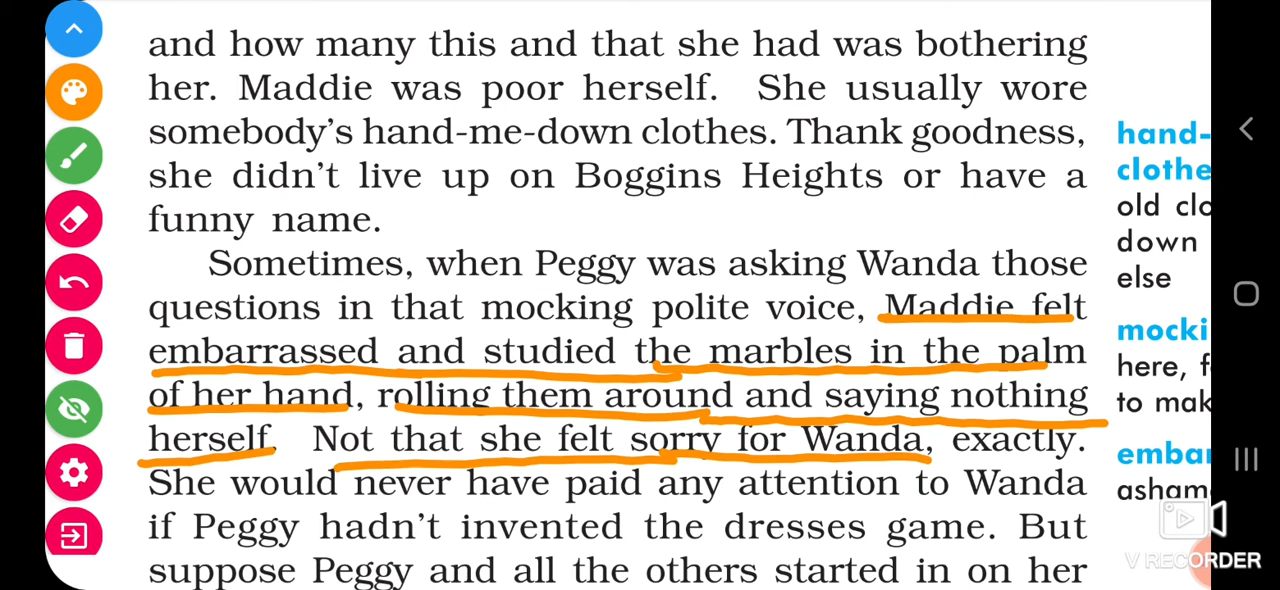 and how many this and that she had was bothering
her. Maddie was poor herself. She usually wore
somebody's hand-me-down clothes. Thank goodness,
she didn't live up on Boggins Heights or have a
funny name.
Sometimes, when Peggy was asking Wanda those
questions in that mocking polite voice, Maddie felt
embarrassed and studied the marbles in the palm
of her hand, rolling them around and saying nothing
herself. Not that she felt sorry for Wanda, exactly.
She would never have paid any attention to Wanda
if Peggy hadn't invented the dresses game. But
suppose Peggy and all the others started in on her
hand-
clothe
old clo
down
else
mocki
here, f
to mak
embar
asham
V RECORDER